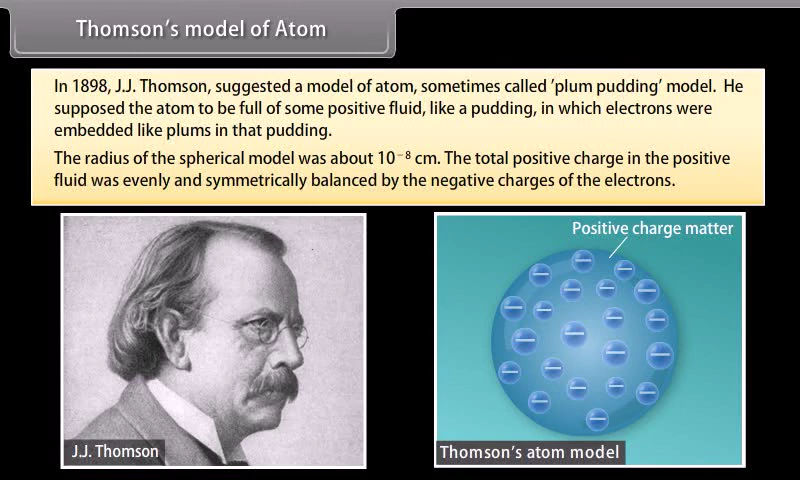 Thomson's model of Atom
In 1898, J.J. Thomson, suggested a model of atom, sometimes called 'plum pudding' model. He
supposed the atom to be full of some positive fluid, like a pudding, in which electrons were
embedded like plums in that pudding.
The radius of the spherical model was about 10⁻⁸ cm. The total positive charge in the positive
fluid was evenly and symmetrically balanced by the negative charges of the electrons.
Positive charge matter
J.J. Thomson
Thomson's atom model